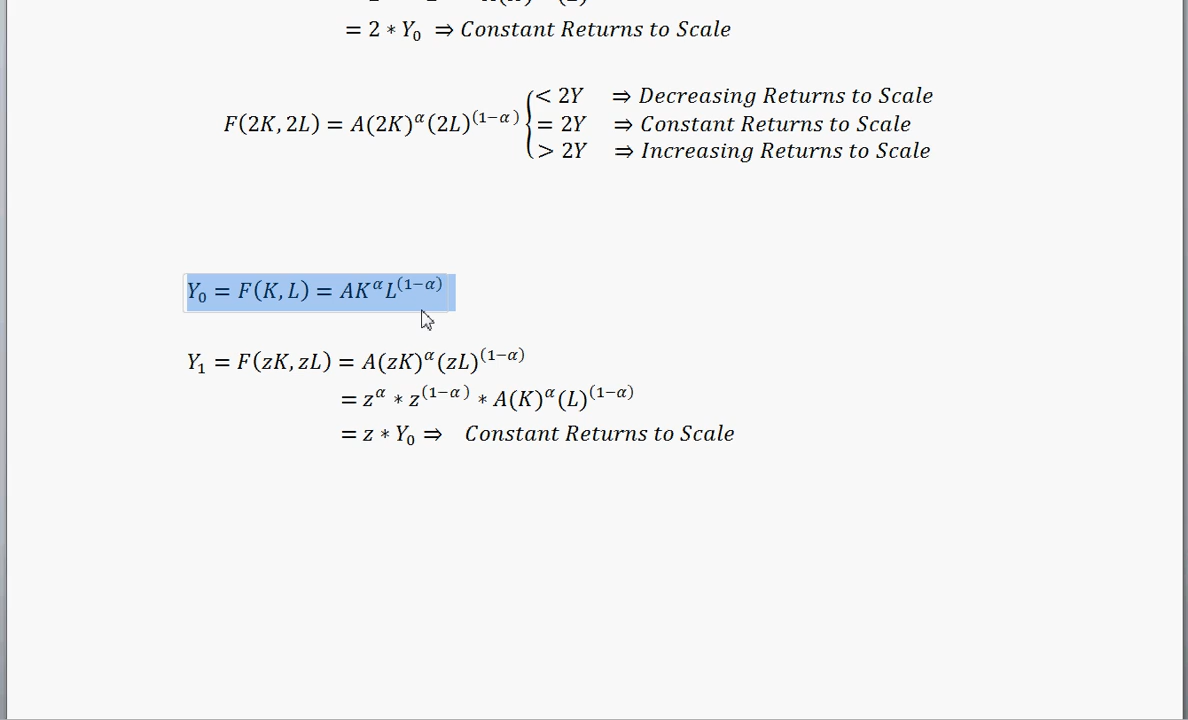 = 2 * Y₀ ⇒ Constant Returns to Scale
< 2Y ⇒ Decreasing Returns to Scale
F(2K, 2L) = A(2K)^α (2L)^(1−α) { = 2Y ⇒ Constant Returns to Scale
> 2Y ⇒ Increasing Returns to Scale
Y₀ = F(K, L) = AK^α L^(1−α)
Y₁ = F(zK, zL) = A(zK)^α (zL)^(1−α)
= z^α * z^(1−α) * A(K)^α (L)^(1−α)
= z * Y₀ ⇒ Constant Returns to Scale